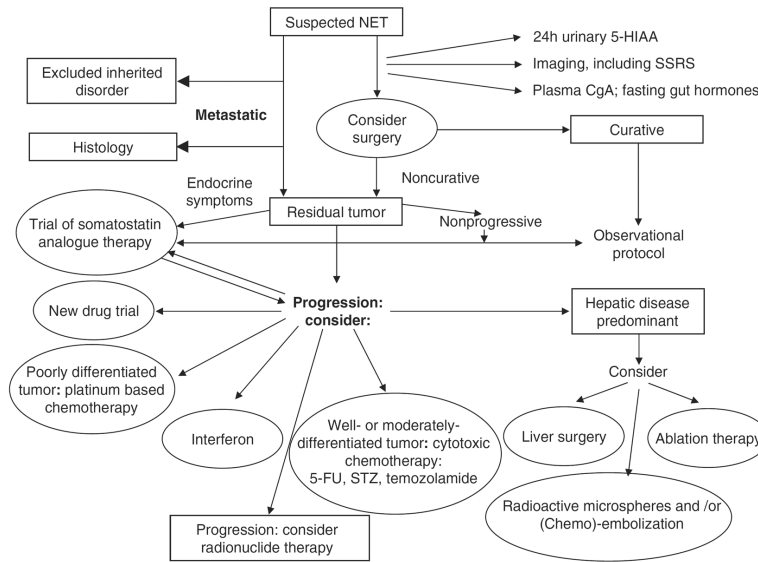 Suspected NET
24h urinary 5-HIAA
Imaging, including SSRS
Plasma CgA; fasting gut hormones
Excluded inherited
disorder
Metastatic
Consider
surgery
Curative
Histology
Noncurative
Endocrine
symptoms
Residual tumor
Nonprogressive
Trial of somatostatin
analogue therapy
Observational
protocol
New drug trial
Progression:
consider:
Hepatic disease
predominant
Poorly differentiated
tumor: platinum based
chemotherapy
Consider
Interferon
Well- or moderately-
differentiated tumor: cytotoxic
chemotherapy:
5-FU, STZ, temozolamide
Liver surgery
Ablation therapy
Radioactive microspheres and /or
(Chemo)-embolization
Progression: consider
radionuclide therapy